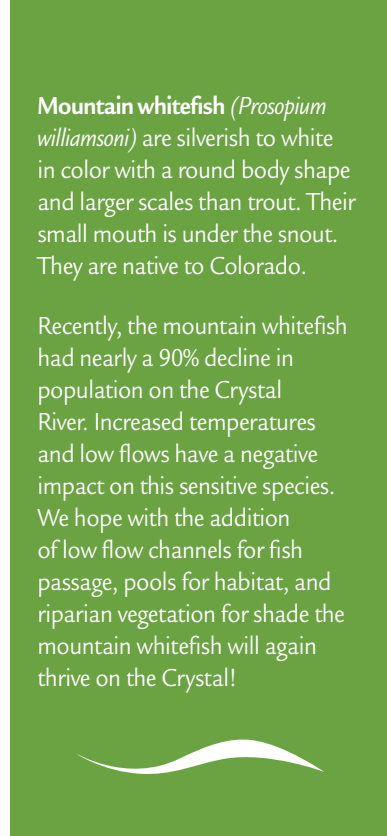 Mountain whitefish (Prosopium
williamsoni) are silverish to white
in color with a round body shape
and larger scales than trout. Their
small mouth is under the snout.
They are native to Colorado.
Recently, the mountain whitefish
had nearly a 90% decline in
population on the Crystal
River. Increased temperatures
and low flows have a negative
impact on this sensitive species.
We hope with the addition
of low flow channels for fish
passage, pools for habitat, and
riparian vegetation for shade the
mountain whitefish will again
thrive on the Crystal!